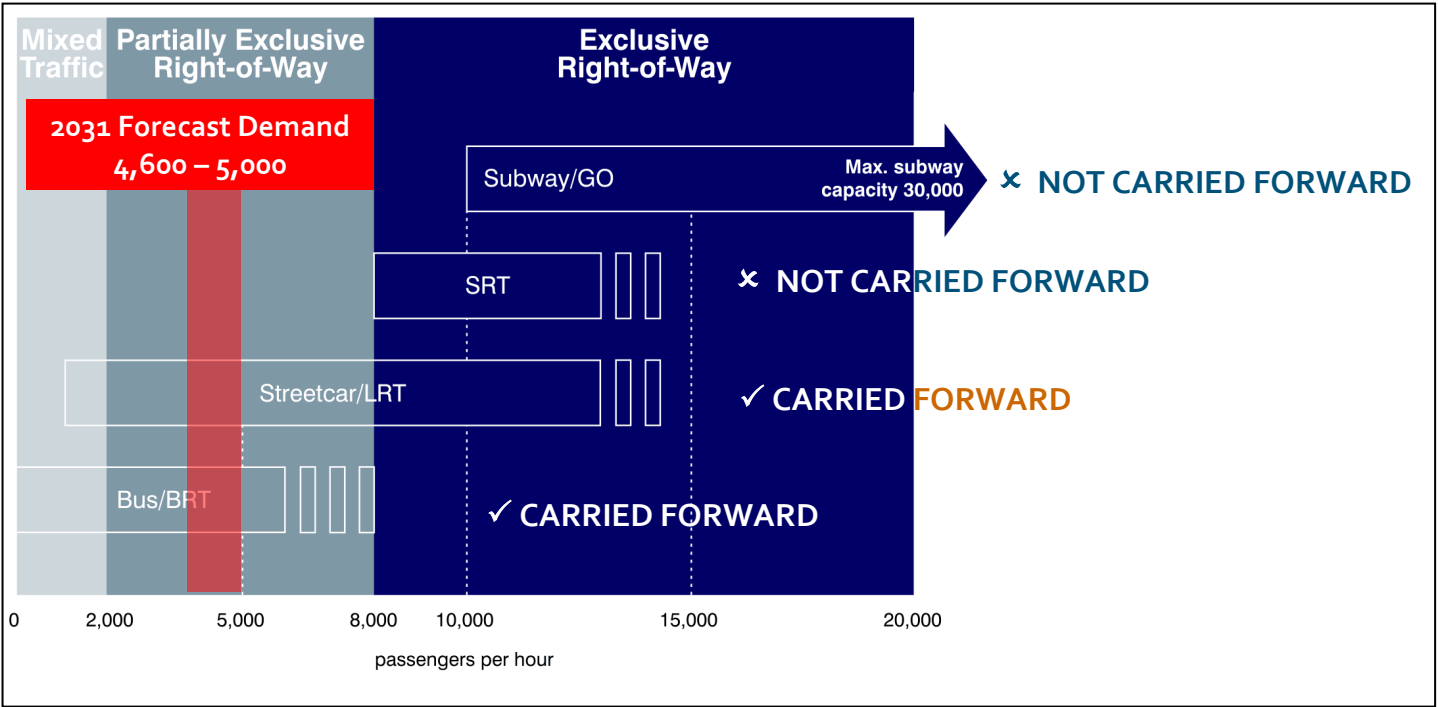 Mixed
Traffic
Partially Exclusive
Right-of-Way
Exclusive
Right-of-Way
2031 Forecast Demand
4,600 – 5,000
Subway/GO
Max. subway
capacity 30,000
✗ NOT CARRIED FORWARD
SRT
✗ NOT CARRIED FORWARD
Streetcar/LRT
✓ CARRIED FORWARD
Bus/BRT
✓ CARRIED FORWARD
0 2,000 5,000 8,000 10,000 15,000 20,000
passengers per hour